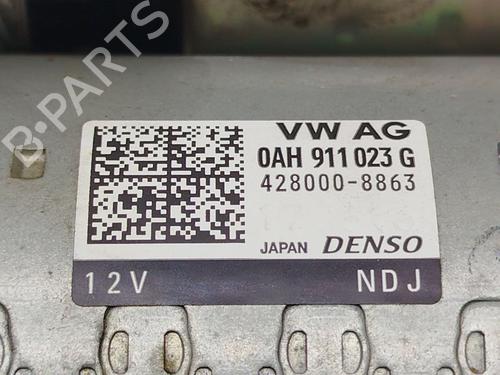 VW AG
0AH 911 023 G
428000-8863
JAPAN DENSO
12V NDJ
B-PARTS